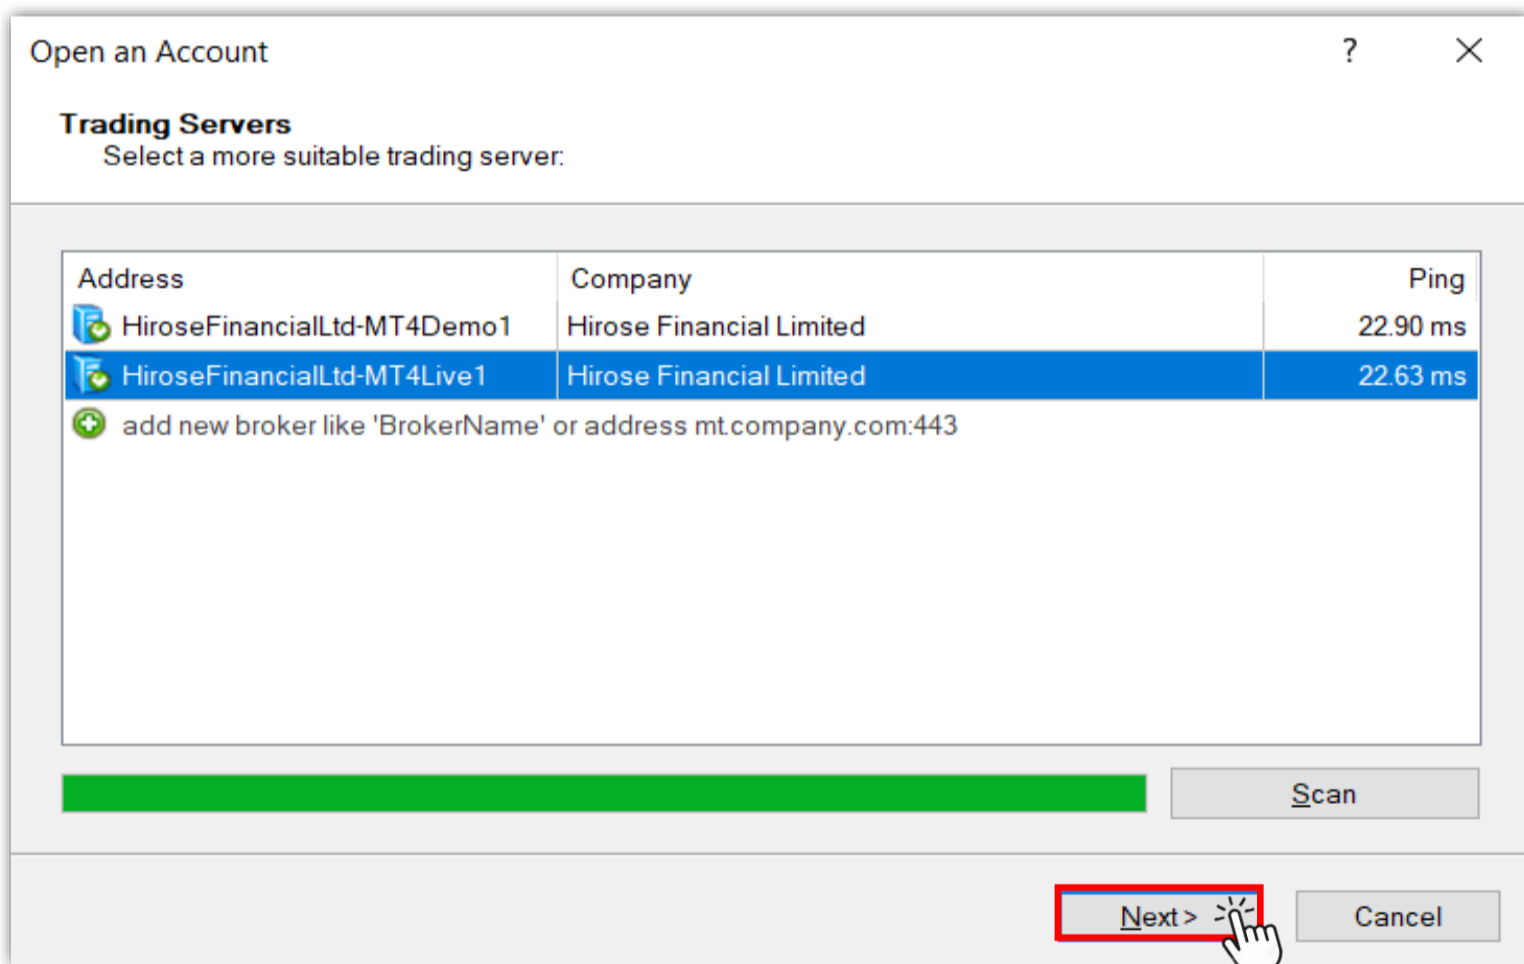 Open an Account ?
Trading Servers
Select a more suitable trading server:
Address Company Ping
HiroseFinancialLtd-MT4Demo1 Hirose Financial Limited 22.90 ms
HiroseFinancialLtd-MT4Live1 Hirose Financial Limited 22.63 ms
add new broker like 'BrokerName' or address mt.company.com:443
Scan
Next > Cancel